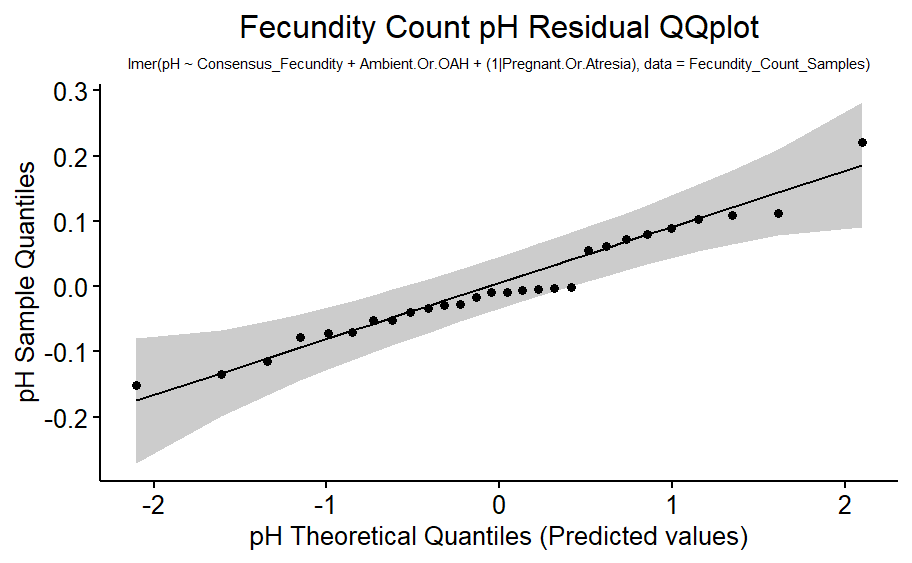 Fecundity Count pH Residual QQplot
lmer(pH ~ Consensus_Fecundity + Ambient.Or.OAH + (1|Pregnant.Or.Atresia), data = Fecundity_Count_Samples)
0.3
0.2
0.1
0.0
-0.1
-0.2
pH Sample Quantiles
-2 -1 0 1 2
pH Theoretical Quantiles (Predicted values)